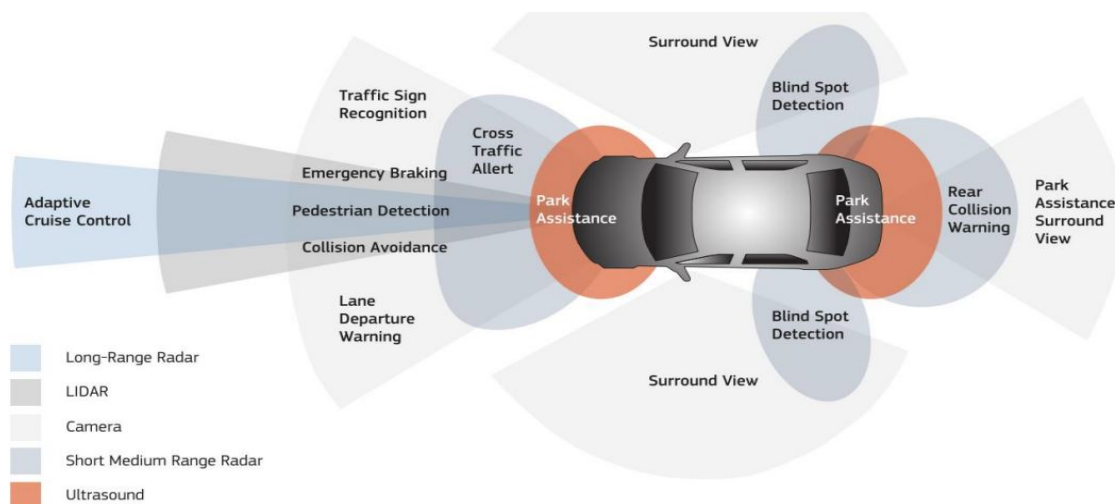 Surround View
Blind Spot
Detection
Traffic Sign
Recognition
Cross
Traffic
Allert
Emergency Braking
Adaptive
Cruise Control
Pedestrian Detection
Park
Assistance
Park
Assistance
Rear
Collision
Warning
Park
Assistance
Surround
View
Collision Avoidance
Lane
Departure
Warning
Blind Spot
Detection
Surround View
Long-Range Radar
LIDAR
Camera
Short Medium Range Radar
Ultrasound